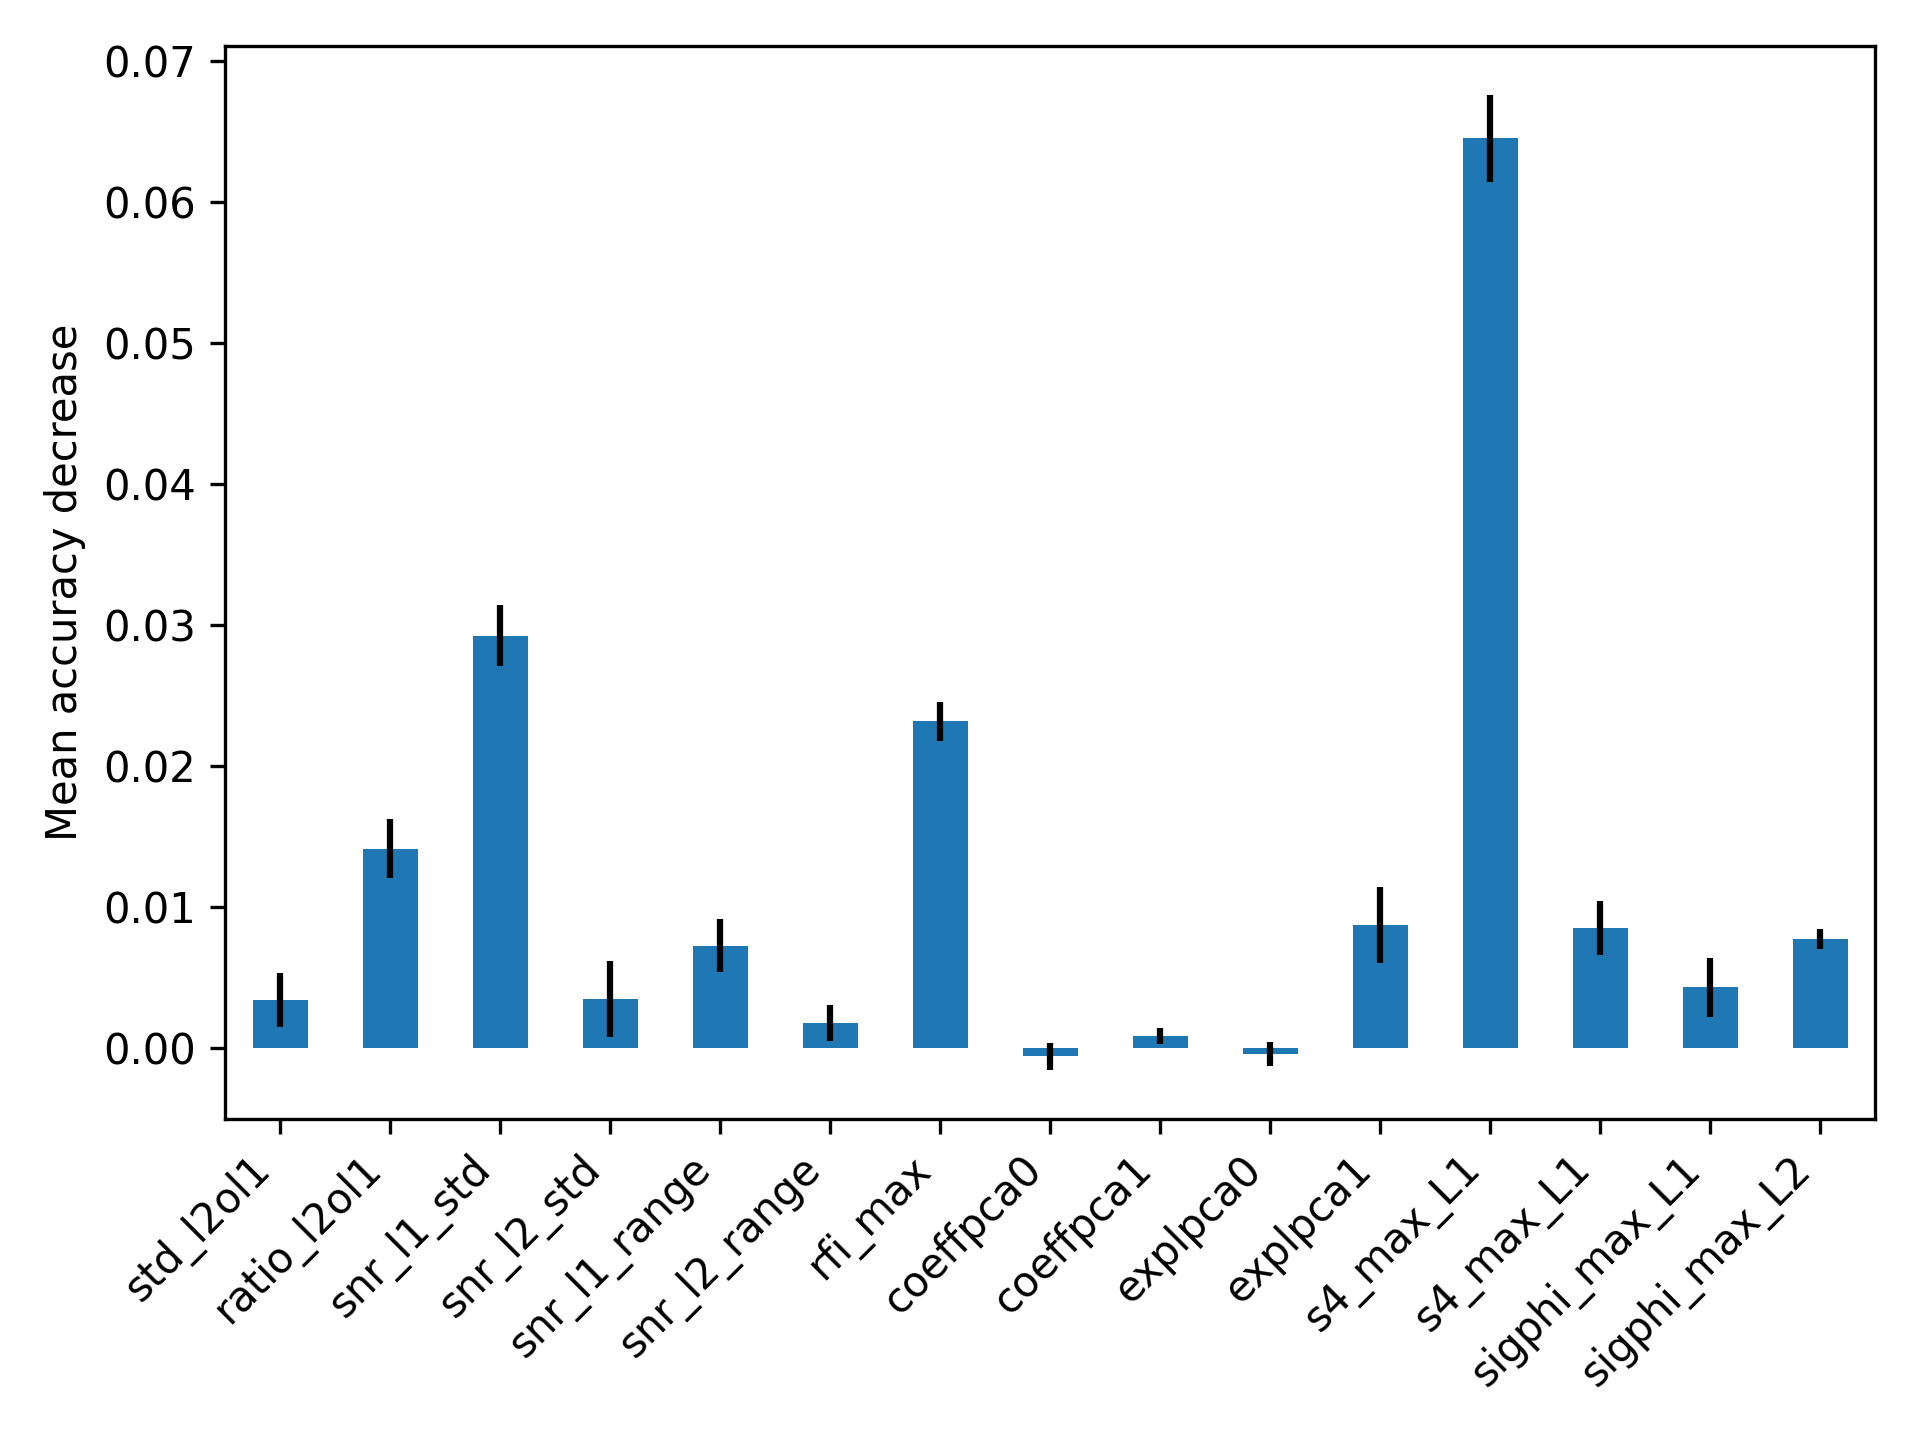 Mean accuracy decrease
0.07
0.06
0.05
0.04
0.03
0.02
0.01
0.00
std_l2ol1
ratio_l2ol1
snr_l1_std
snr_l2_std
snr_l1_range
snr_l2_range
rfi_max
coeffpca0
coeffpca1
explpca0
explpca1
s4_max_L1
s4_max_L1
sigphi_max_L1
sigphi_max_L2